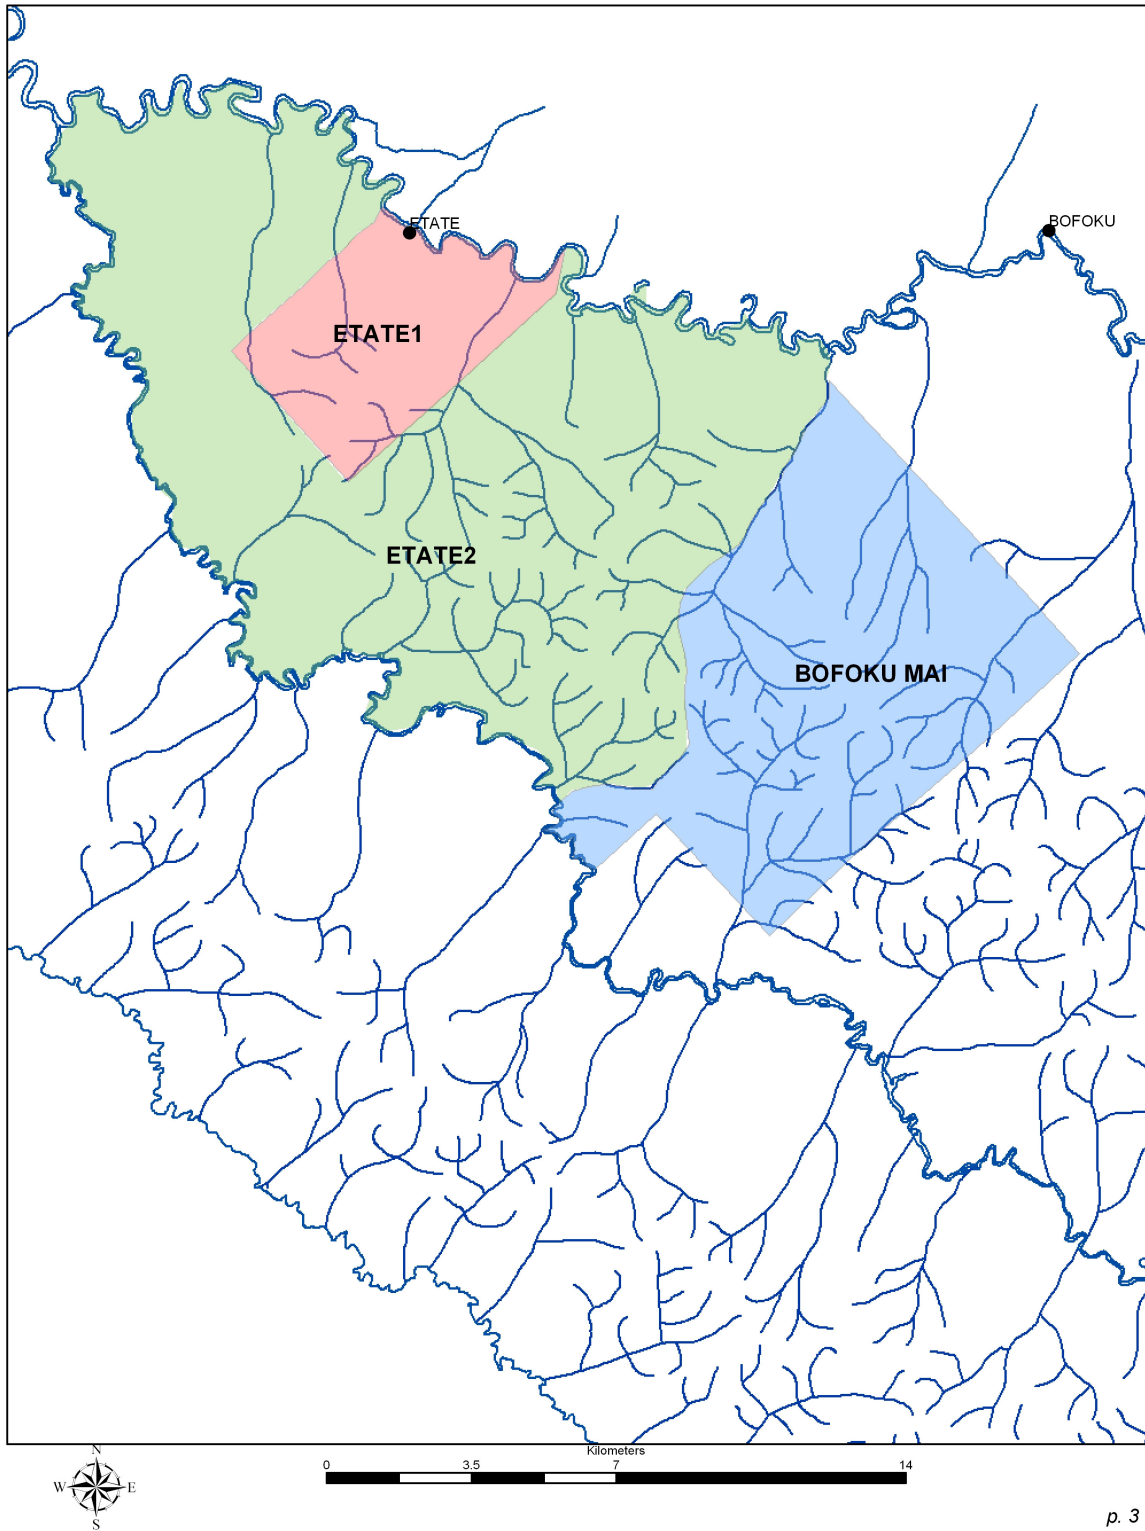 ETATE
BOFOKU
ETATE1
ETATE2
BOFOKU MAI
Kilometers
0 3.5 7 14
N
W E
S
p. 3